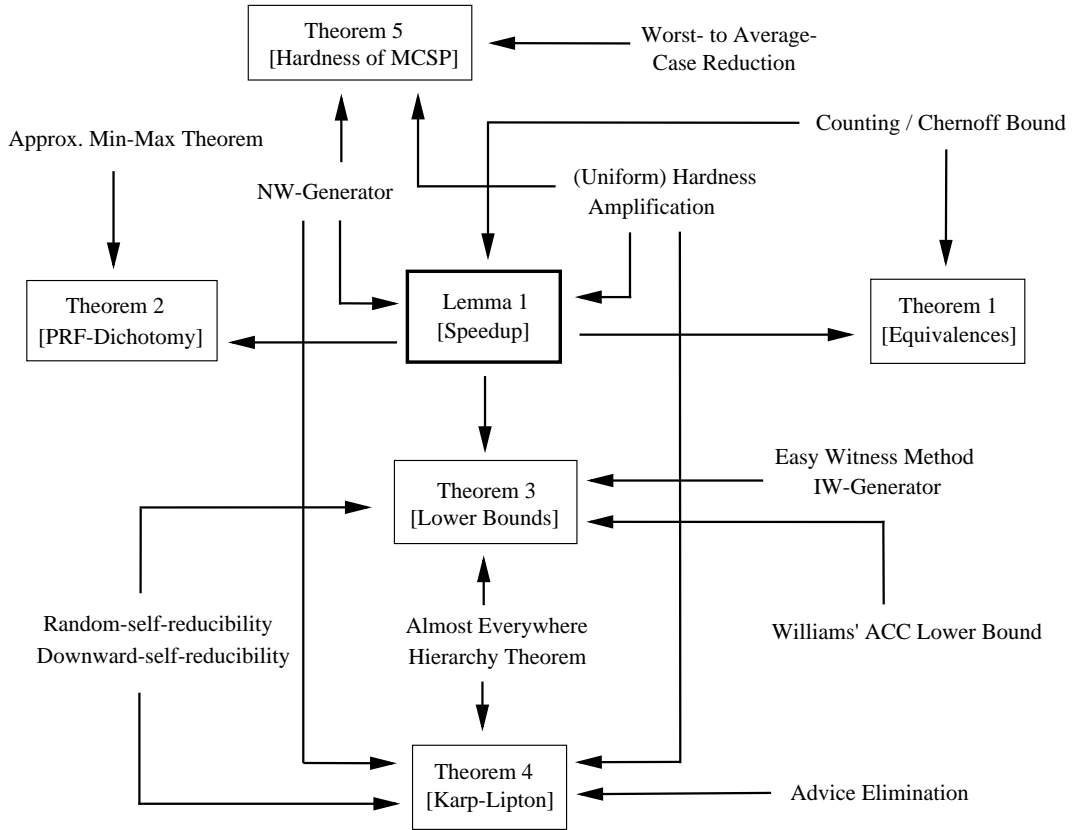 Theorem 5
[Hardness of MCSP]
Worst- to Average-
Case Reduction
Approx. Min-Max Theorem
Counting / Chernoff Bound
NW-Generator
(Uniform) Hardness
Amplification
Theorem 2
[PRF-Dichotomy]
Lemma 1
[Speedup]
Theorem 1
[Equivalences]
Theorem 3
[Lower Bounds]
Easy Witness Method
IW-Generator
Random-self-reducibility
Downward-self-reducibility
Almost Everywhere
Hierarchy Theorem
Williams' ACC Lower Bound
Theorem 4
[Karp-Lipton]
Advice Elimination